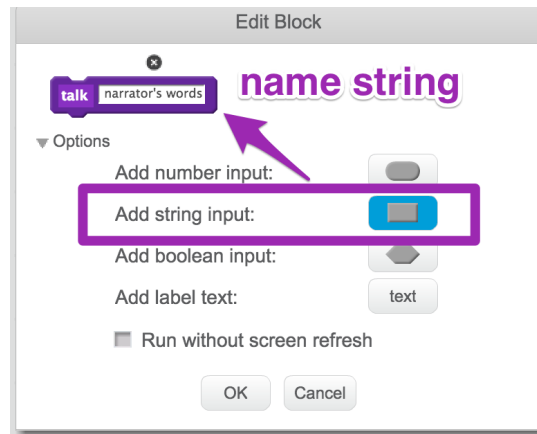 Edit Block
talk narrator's words
name string
Options
Add number input:
Add string input:
Add boolean input:
Add label text: text
Run without screen refresh
OK Cancel